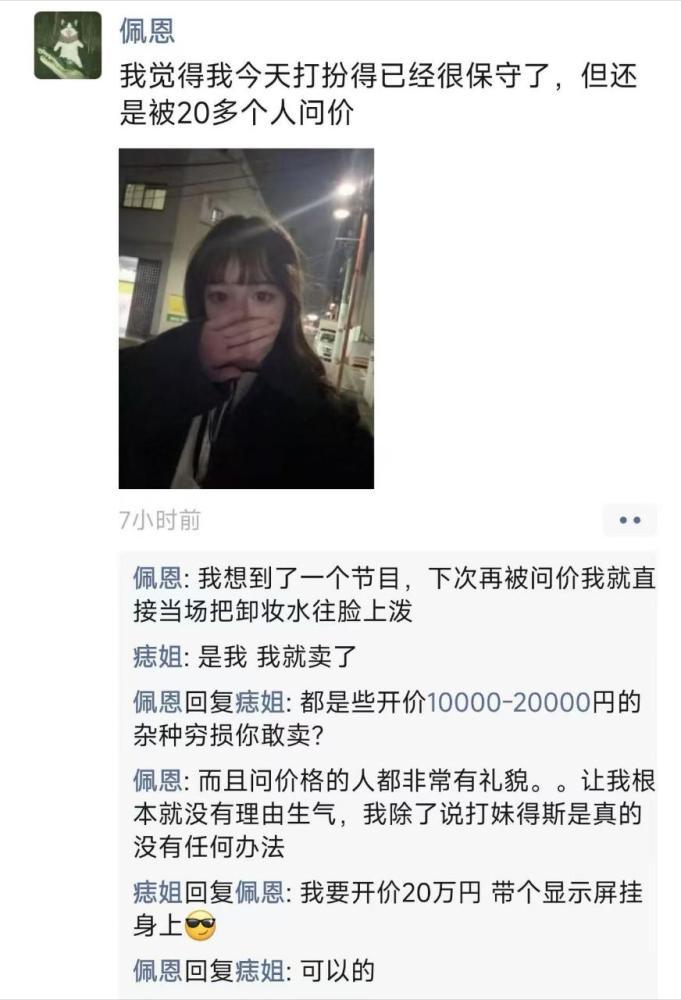 佩恩
我觉得我今天打扮得已经很保守了，但还
是被20多个人问价
7小时前
佩恩: 我想到了一个节目，下次再被问价我就直
接当场把卸妆水往脸上泼
痣姐: 是我 我就卖了
佩恩回复痣姐: 都是些开价10000-20000円的
杂种穷损你敢卖?
佩恩: 而且问价格的人都非常有礼貌。。让我根
本就没有理由生气，我除了说打妹得斯是真的
没有任何办法
痣姐回复佩恩: 我要开价20万円 带个显示屏挂
身上😎
佩恩回复痣姐: 可以的